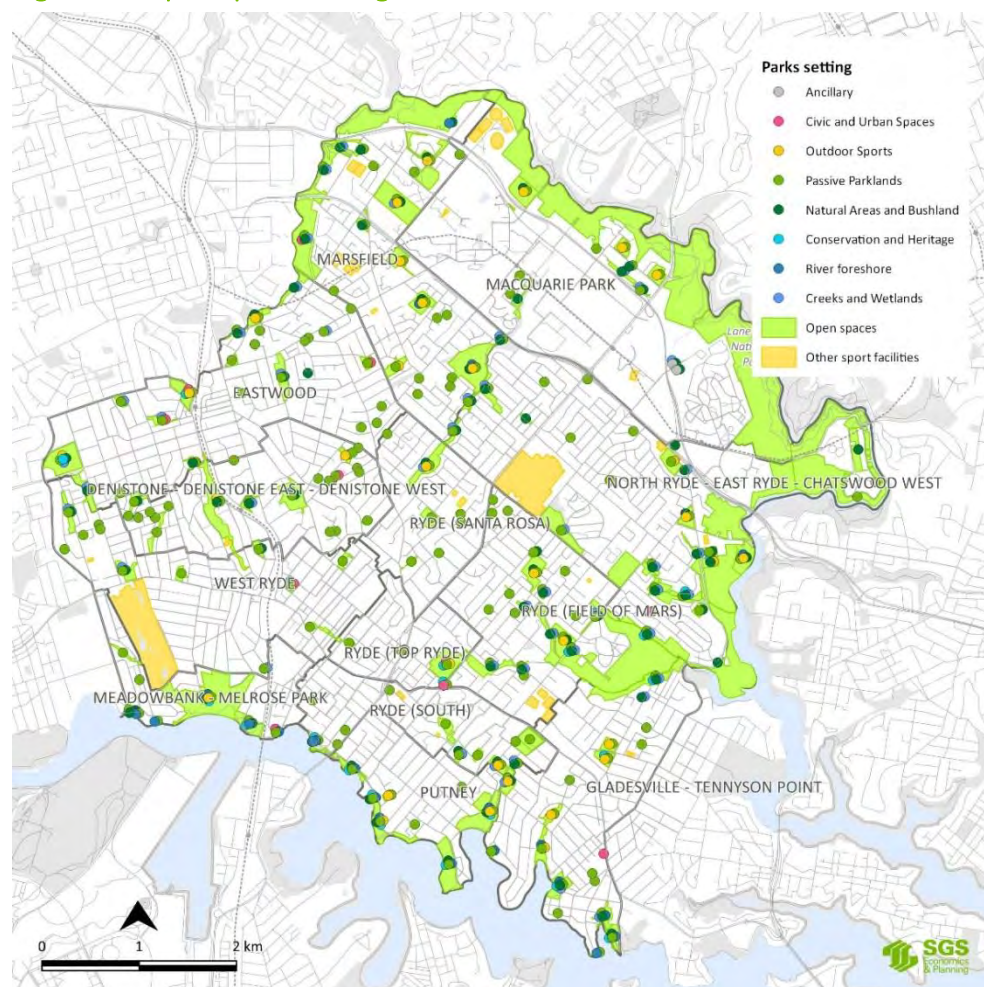 Parks setting
Ancillary
Civic and Urban Spaces
Outdoor Sports
Passive Parklands
Natural Areas and Bushland
Conservation and Heritage
River foreshore
Creeks and Wetlands
Open spaces
Other sport facilities
MARSFIELD
MACQUARIE PARK
Lane
Nati
P
EASTWOOD
DENISTONE - DENISTONE EAST - DENISTONE WEST
NORTH RYDE - EAST RYDE - CHATSWOOD WEST
RYDE (SANTA ROSA)
WEST RYDE
RYDE (FIELD OF MARS)
RYDE (TOP RYDE)
MEADOWBANK - MELROSE PARK
RYDE (SOUTH)
PUTNEY
GLADESVILLE - TENNYSON POINT
0 1 2 km
SGS
Economics
& Planning